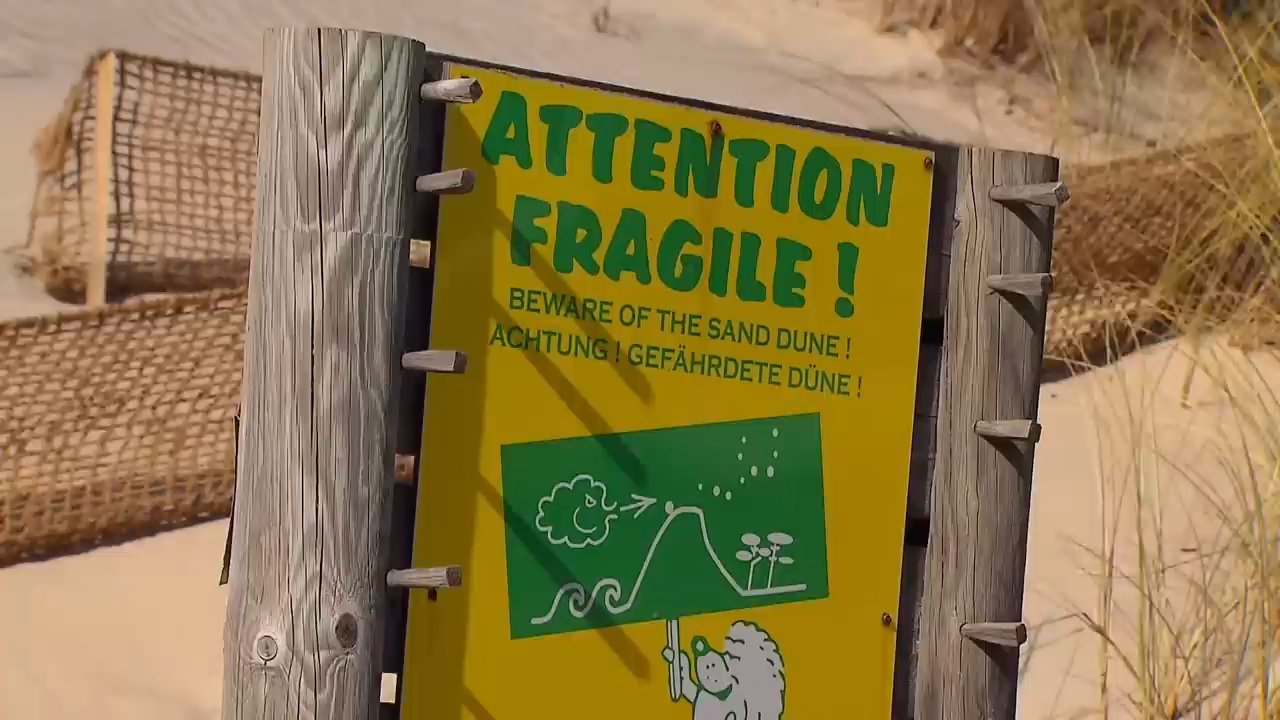 ATTENTION
FRAGILE !
BEWARE OF THE SAND DUNE !
ACHTUNG ! GEFÄHRDETE DÜNE !